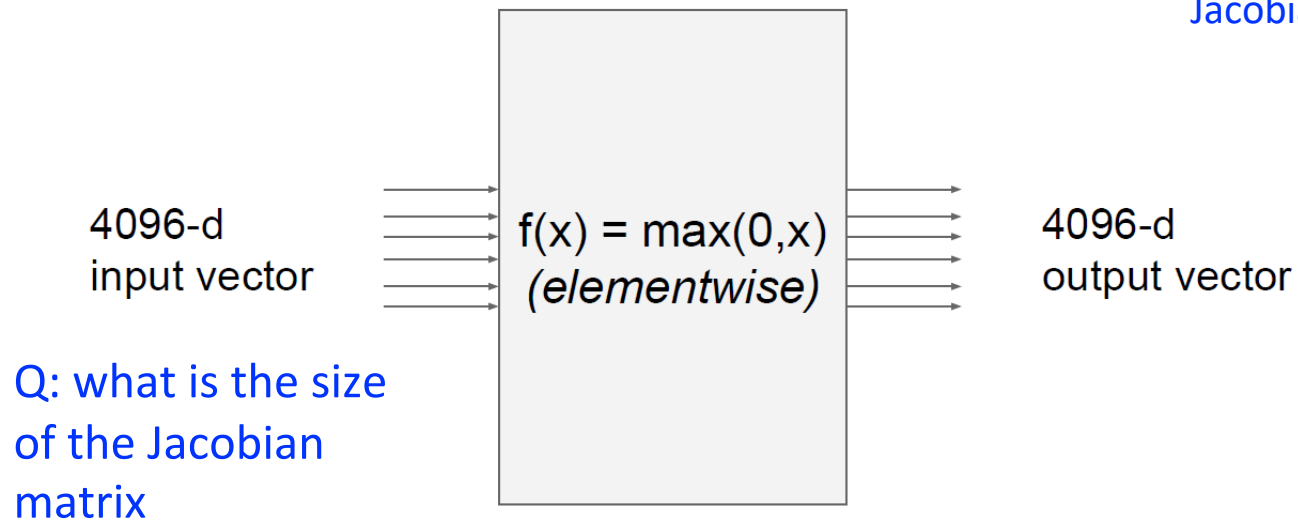 4096-d
input vector
f(x) = max(0,x)
(elementwise)
4096-d
output vector
Q: what is the size
of the Jacobian
matrix